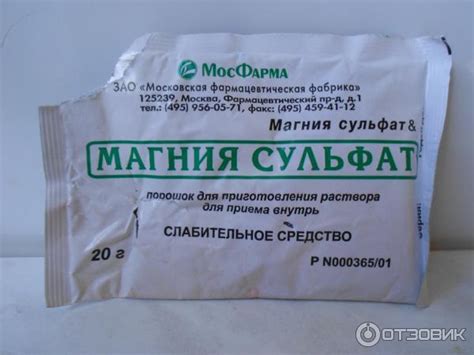 МосФарма
ЗАО «Московская фармацевтическая фабрика»
125239, Москва, Фармацевтический пр-д, д.1
тел.: (495) 956-05-71, факс: (495) 459-41-12
Магния сульфат &
МАГНИЯ СУЛЬФАТ
порошок для приготовления раствора
для приема внутрь
СЛАБИТЕЛЬНОЕ СРЕДСТВО
20 г
Р N000365/01
ОТЗОВИК